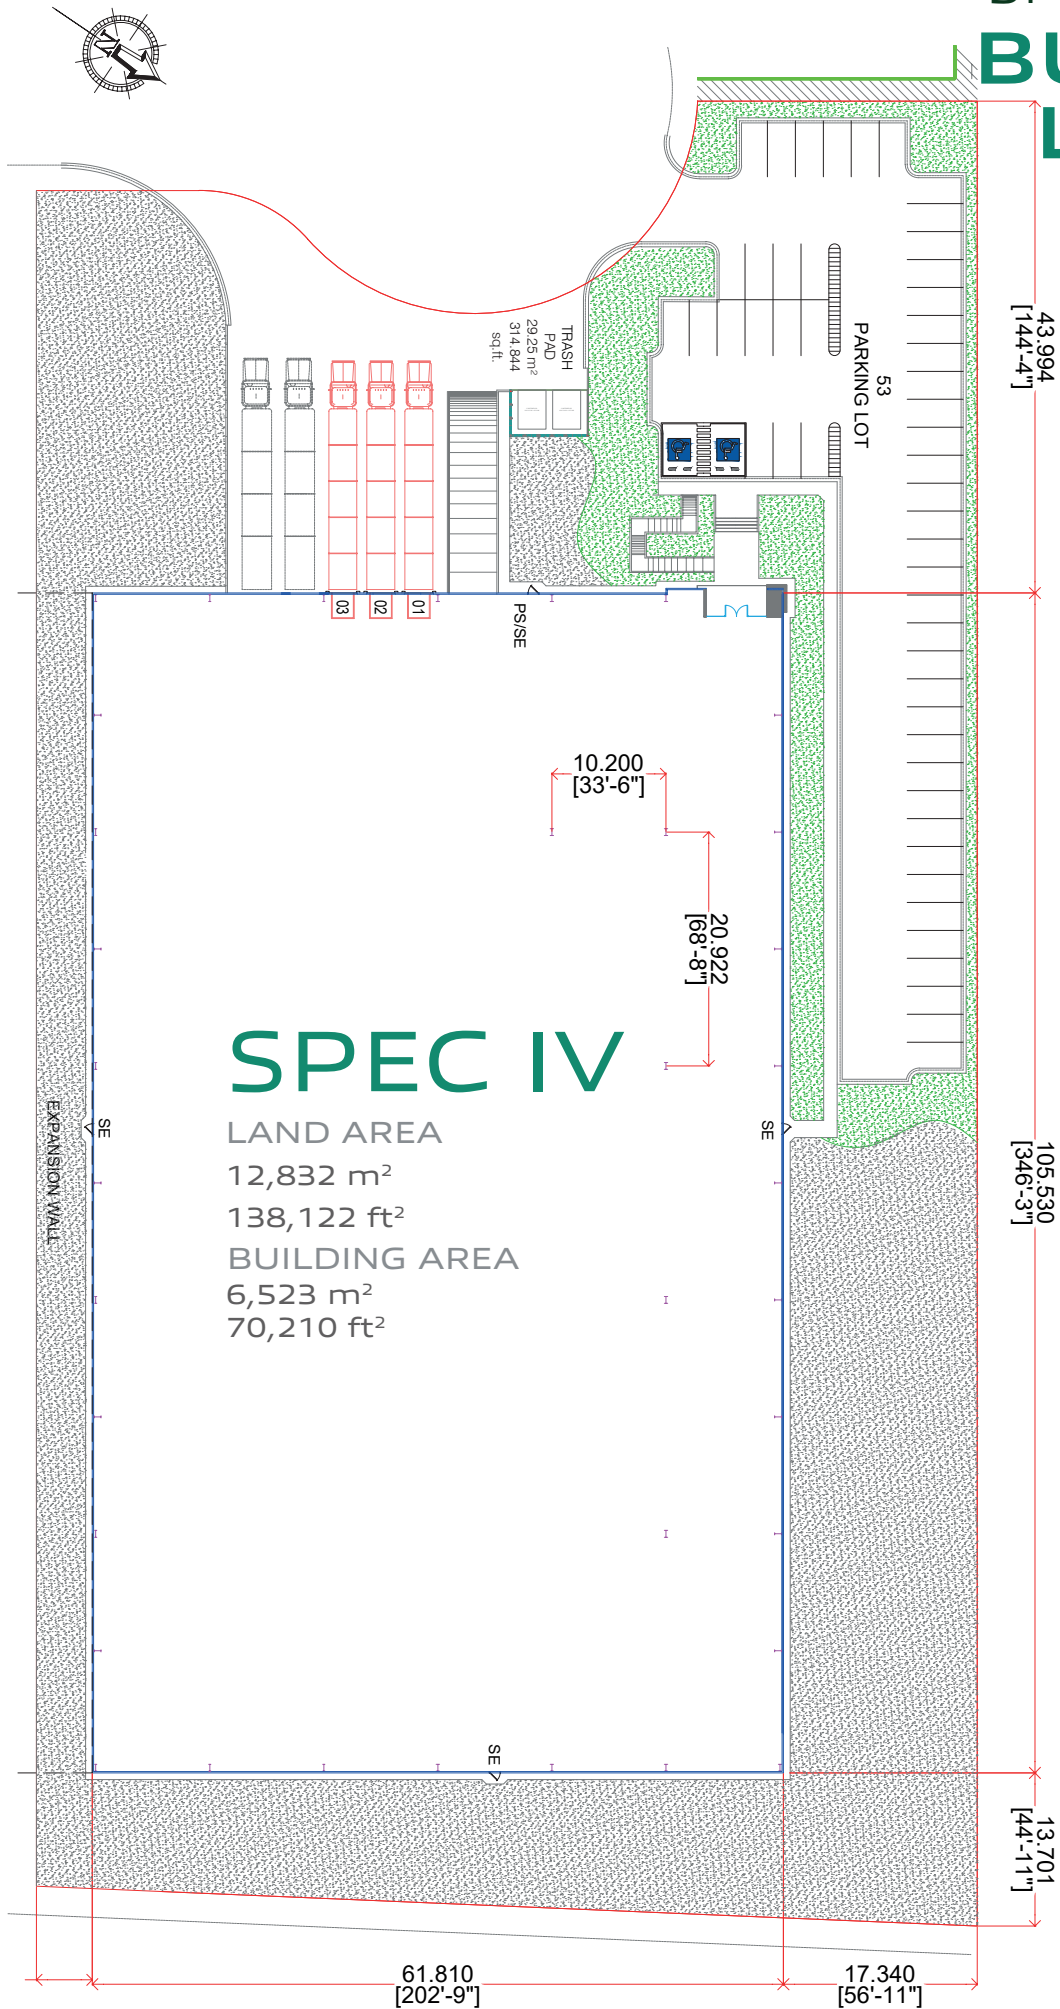 N
BU
L
43.994
[144'-4"]
53
PARKING LOT
TRASH
PAD
29.25 m²
314.844
sq.ft.
03
02
01
PS/SE
10.200
[33'-6"]
20.922
[68'-8"]
SPEC IV
LAND AREA
12,832 m²
138,122 ft²
BUILDING AREA
6,523 m²
70,210 ft²
EXPANSION WALL
SE
SE
105.530
[346'-3"]
SE
13.701
[44'-11"]
61.810
[202'-9"]
17.340
[56'-11"]